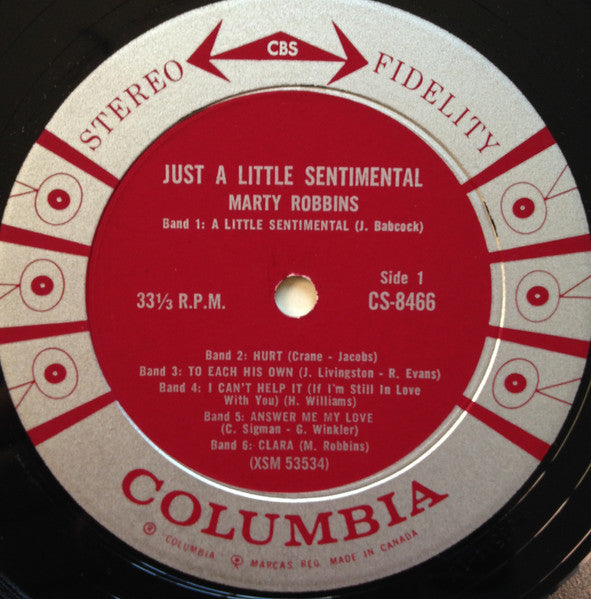 CBS
STEREO FIDELITY
JUST A LITTLE SENTIMENTAL
MARTY ROBBINS
Band 1: A LITTLE SENTIMENTAL (J. Babcock)
Side 1
33⅓ R.P.M. CS-8466
Band 2: HURT (Crane - Jacobs)
Band 3: TO EACH HIS OWN (J. Livingston - R. Evans)
Band 4: I CAN'T HELP IT (If I'm Still In Love
With You) (H. Williams)
Band 5: ANSWER ME MY LOVE
(C. Sigman - G. Winkler)
Band 6: CLARA (M. Robbins)
(XSM 53534)
COLUMBIA
® COLUMBIA MARCAS REG. MADE IN CANADA